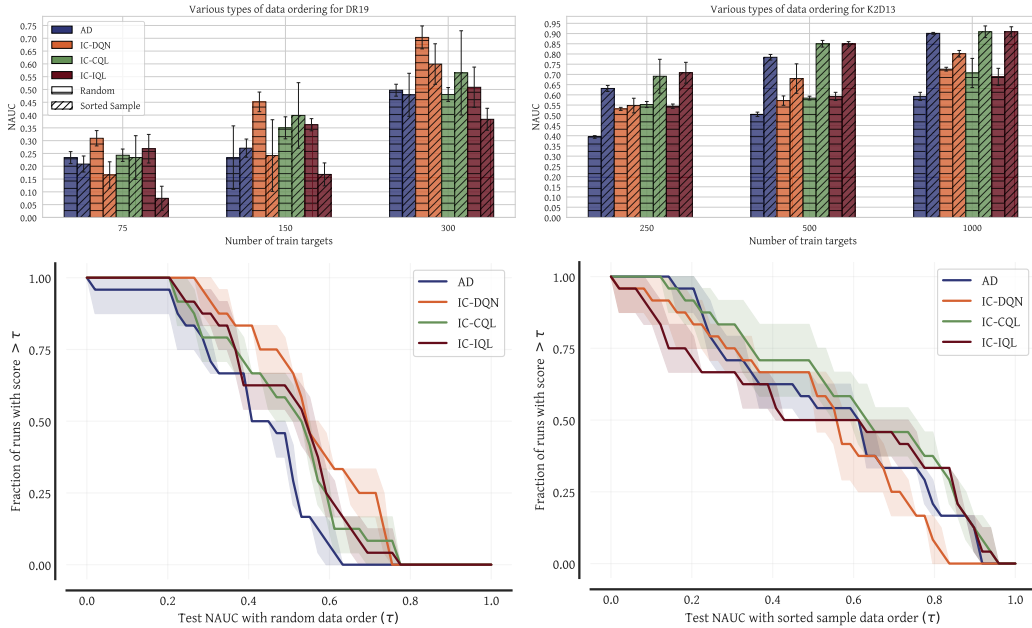 Various types of data ordering for DR19
0.75
0.70
0.65
0.60
0.55
0.50
0.45
0.40
0.35
0.30
0.25
0.20
0.15
0.10
0.05
0.00
NAUC
AD
IC-DQN
IC-CQL
IC-IQL
Random
Sorted Sample
75
150
300
Number of train targets
Various types of data ordering for K2D13
0.95
0.90
0.85
0.80
0.75
0.70
0.65
0.60
0.55
0.50
0.45
0.40
0.35
0.30
0.25
0.20
0.15
0.10
0.05
0.00
NAUC
250
500
1000
Number of train targets
1.00
0.75
0.50
0.25
0.00
Fraction of runs with score > τ
AD
IC-DQN
IC-CQL
IC-IQL
0.0
0.2
0.4
0.6
0.8
1.0
Test NAUC with random data order (τ)
1.00
0.75
0.50
0.25
0.00
Fraction of runs with score > τ
AD
IC-DQN
IC-CQL
IC-IQL
0.0
0.2
0.4
0.6
0.8
1.0
Test NAUC with sorted sample data order (τ)